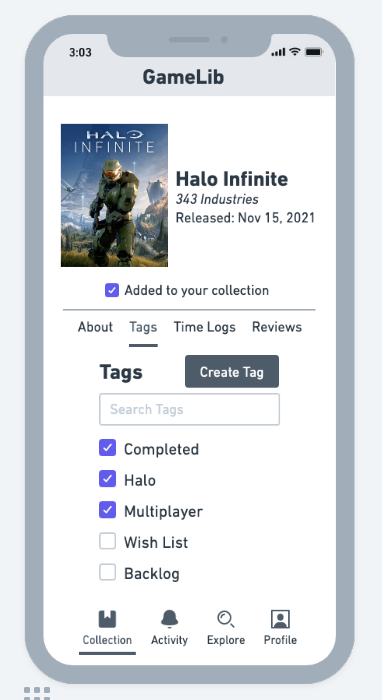 3:03
GameLib
HALO
INFINITE
Halo Infinite
343 Industries
Released: Nov 15, 2021
Added to your collection
About Tags Time Logs Reviews
Tags Create Tag
Search Tags
Completed
Halo
Multiplayer
Wish List
Backlog
Collection Activity Explore Profile